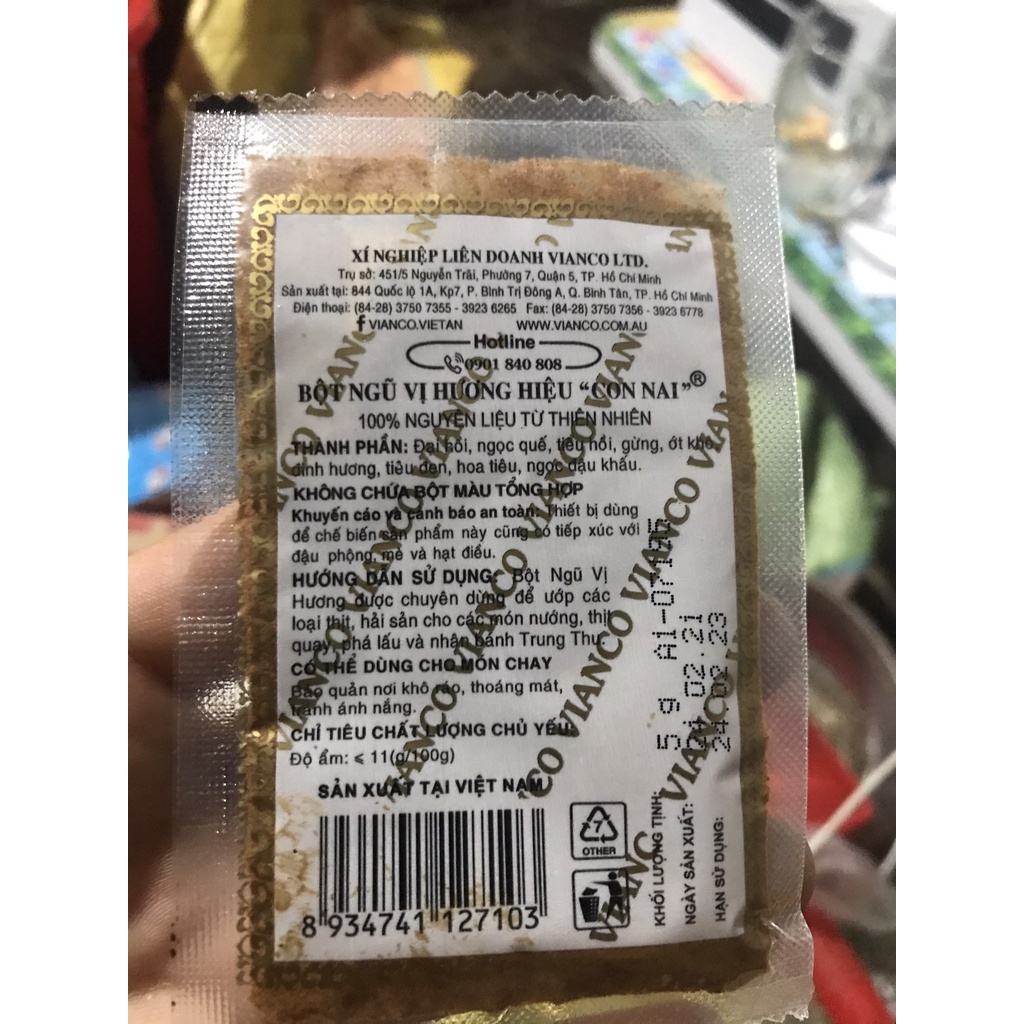 XÍ NGHIỆP LIÊN DOANH VIANCO LTD.
Trụ sở: 451/5 Nguyễn Trãi, Phường 7, Quận 5, TP. Hồ Chí Minh
Sản xuất tại: 844 Quốc lộ 1A, Kp7, P. Bình Trị Đông A, Q. Bình Tân, TP. Hồ Chí Minh
Điện thoại: (84-28) 3750 7355 - 3923 6265 Fax: (84-28) 3750 7356 - 3923 6778
f VIANCO.VIETAN WWW.VIANCO.COM.AU
Hotline
0901 840 808
BỘT NGŨ VỊ HƯƠNG HIỆU “CON NAI”®
100% NGUYÊN LIỆU TỪ THIÊN NHIÊN
THÀNH PHẦN: Đại hồi, ngọc quế, tiểu hồi, gừng, ớt khô,
đinh hương, tiêu đen, hoa tiêu, ngọc đậu khấu.
KHÔNG CHỨA BỘT MÀU TỔNG HỢP
Khuyến cáo và cảnh báo an toàn: Thiết bị dùng
để chế biến sản phẩm này cũng có tiếp xúc với
đậu phộng, mè và hạt điều.
HƯỚNG DẪN SỬ DỤNG: Bột Ngũ Vị
Hương được chuyên dùng để ướp các
loại thịt, hải sản cho các món nướng, thịt
quay, phá lấu và nhân bánh Trung Thu.
CÓ THỂ DÙNG CHO MÓN CHAY
Bảo quản nơi khô ráo, thoáng mát,
tránh ánh nắng.
CHỈ TIÊU CHẤT LƯỢNG CHỦ YẾU:
Độ ẩm: ≤ 11(g/100g)
SẢN XUẤT TẠI VIỆT NAM
8 934741 127103
7
OTHER
KHỐI LƯỢNG TỊNH: 5 g
NGÀY SẢN XUẤT: 24.02.21
HẠN SỬ DỤNG: 24.02.23
VIANCO VIANCO VIANCO
VIANCO VIANCO VIANCO
VIANCO